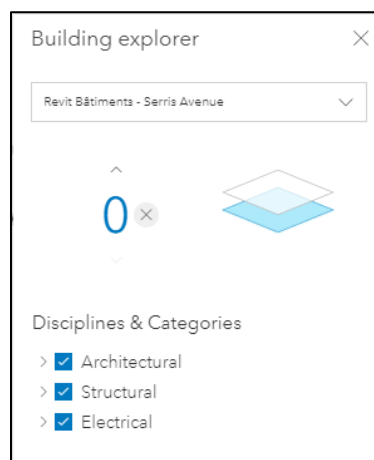 Building explorer
Revit Bâtiments - Serris Avenue
0
Disciplines & Categories
Architectural
Structural
Electrical